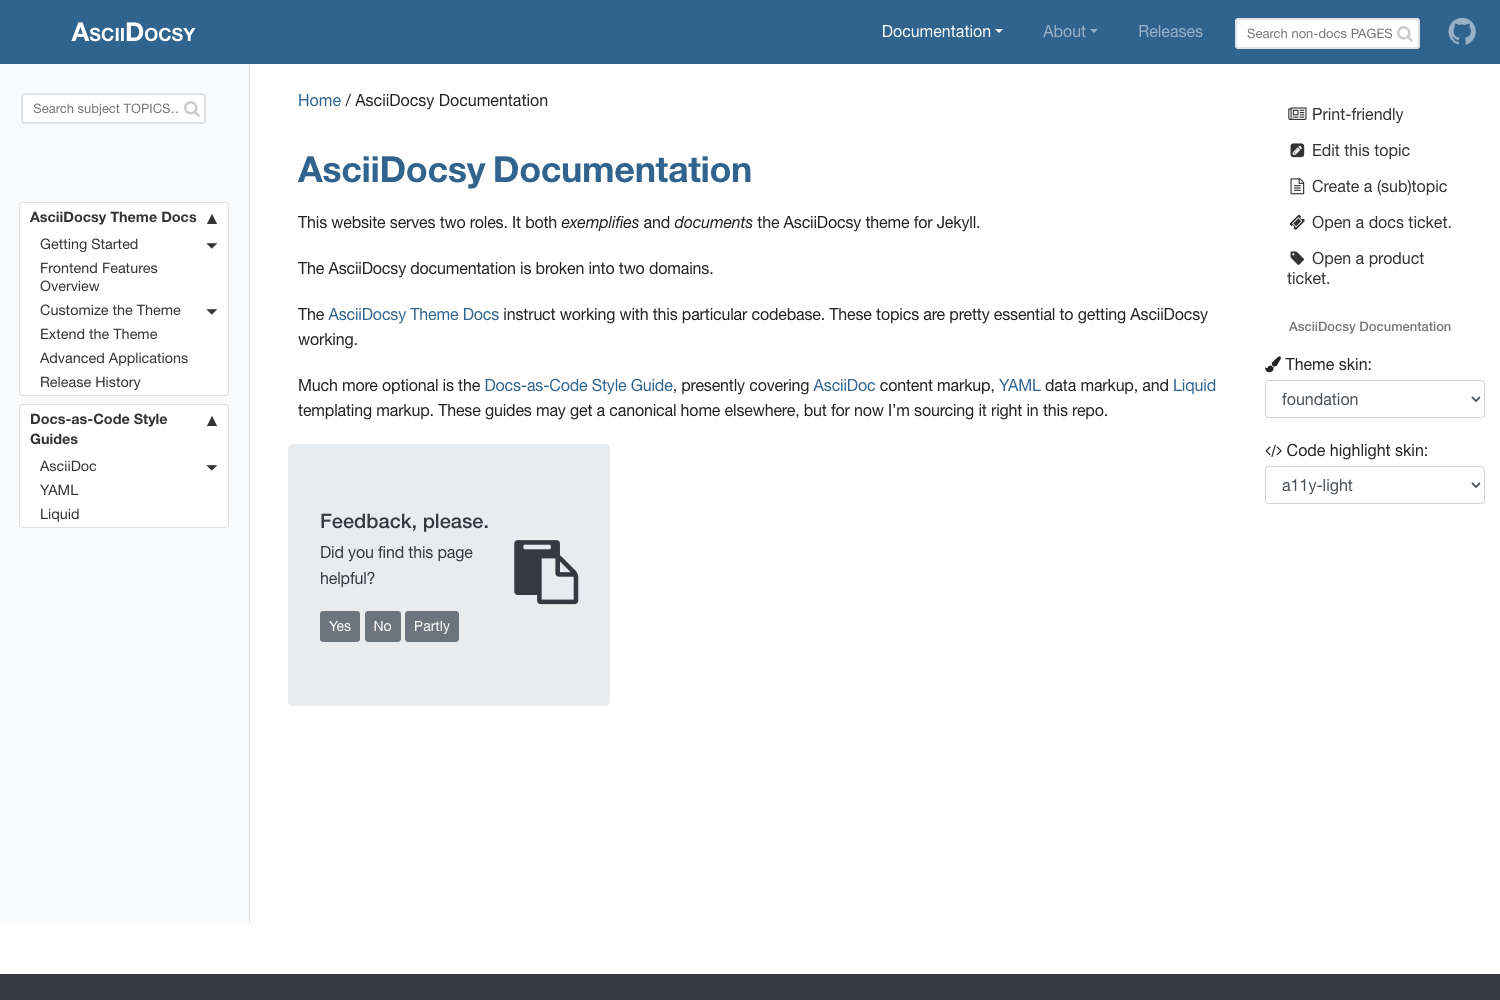 AsciiDocsy
Documentation
About
Releases
Search non-docs PAGES
Search subject TOPICS..
AsciiDocsy Theme Docs
Getting Started
Frontend Features
Overview
Customize the Theme
Extend the Theme
Advanced Applications
Release History
Docs-as-Code Style
Guides
AsciiDoc
YAML
Liquid
Home / AsciiDocsy Documentation
AsciiDocsy Documentation
This website serves two roles. It both exemplifies and documents the AsciiDocsy theme for Jekyll.
The AsciiDocsy documentation is broken into two domains.
The AsciiDocsy Theme Docs instruct working with this particular codebase. These topics are pretty essential to getting AsciiDocsy
working.
Much more optional is the Docs-as-Code Style Guide, presently covering AsciiDoc content markup, YAML data markup, and Liquid
templating markup. These guides may get a canonical home elsewhere, but for now I’m sourcing it right in this repo.
Feedback, please.
Did you find this page
helpful?
Yes
No
Partly
Print-friendly
Edit this topic
Create a (sub)topic
Open a docs ticket.
Open a product
ticket.
AsciiDocsy Documentation
Theme skin:
foundation
Code highlight skin:
a11y-light